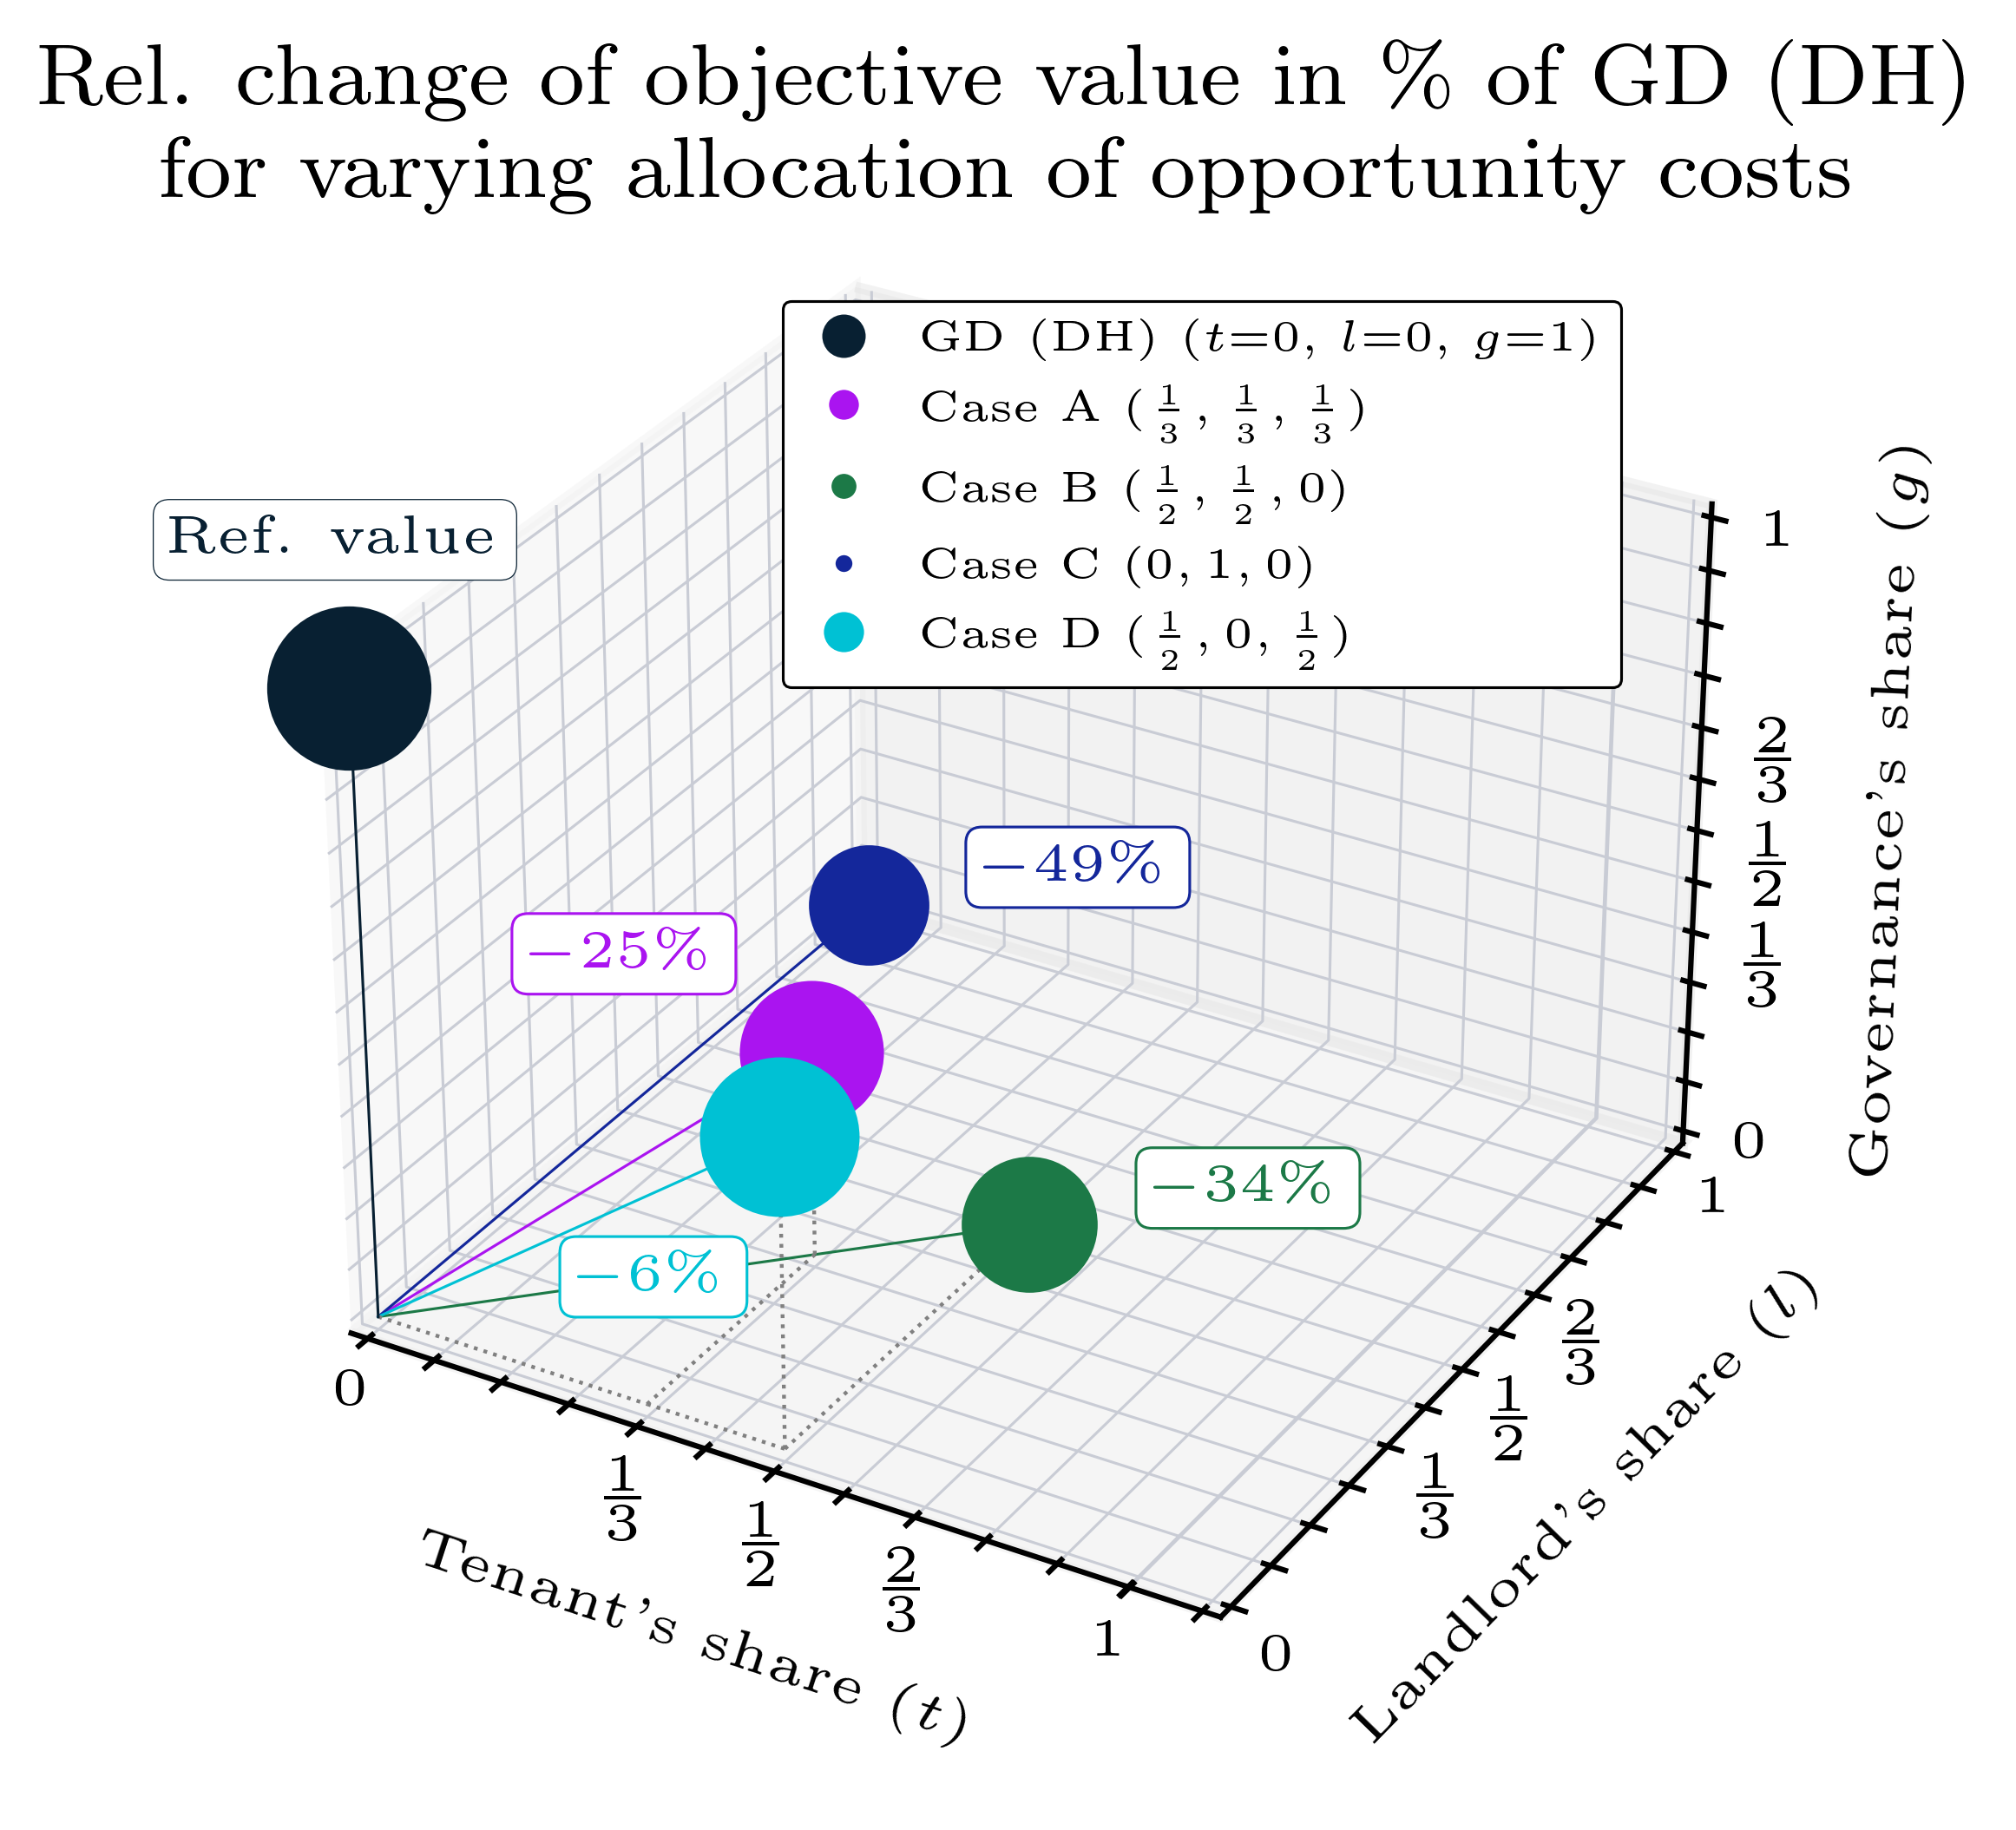 Rel. change of objective value in % of GD (DH)
for varying allocation of opportunity costs
GD (DH) (t=0, l=0, g=1)
Case A (1/3, 1/3, 1/3)
Case B (1/2, 1/2, 0)
Case C (0, 1, 0)
Case D (1/2, 0, 1/2)
Ref. value
−49%
−25%
−34%
−6%
0
1/3
1/2
2/3
1
Tenant's share (t)
0
1/3
1/2
2/3
1
Landlord's share (l)
0
1/3
1/2
2/3
1
Governance's share (g)